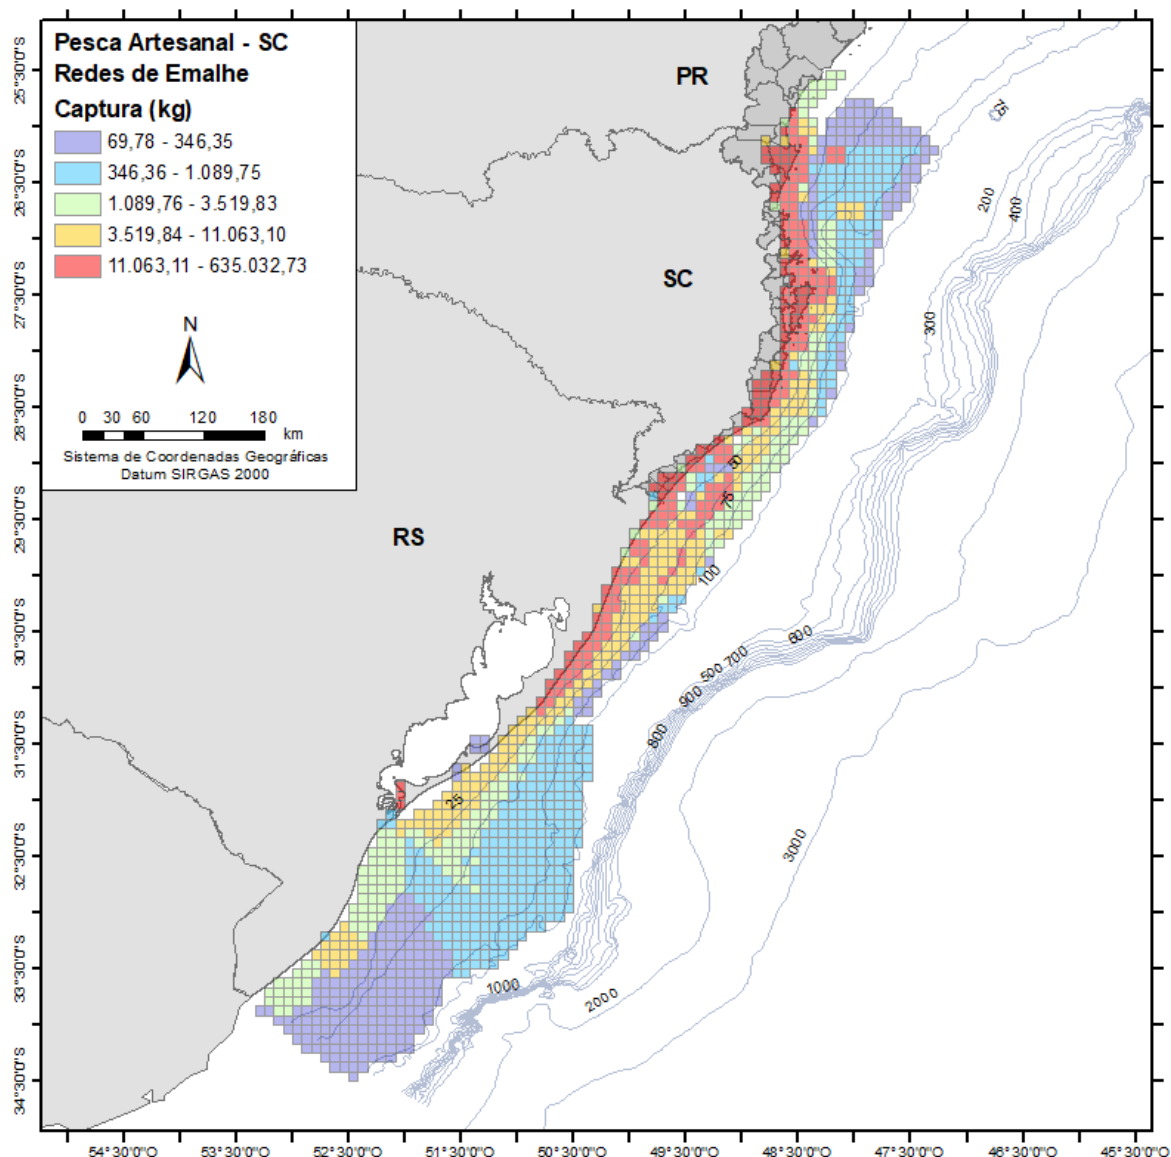 Pesca Artesanal - SC
Redes de Emalhe
Captura (kg)
69,78 - 346,35
346,36 - 1.089,75
1.089,76 - 3.519,83
3.519,84 - 11.063,10
11.063,11 - 635.032,73
N
0 30 60 120 180
km
Sistema de Coordenadas Geográficas
Datum SIRGAS 2000
PR
SC
RS
75
200
400
300
50
75
100
600
700
500
900
800
25
3000
1000
2000
25°30'0"S
26°30'0"S
27°30'0"S
28°30'0"S
29°30'0"S
30°30'0"S
31°30'0"S
32°30'0"S
33°30'0"S
34°30'0"S
54°30'0"O
53°30'0"O
52°30'0"O
51°30'0"O
50°30'0"O
49°30'0"O
48°30'0"O
47°30'0"O
46°30'0"O
45°30'0"O